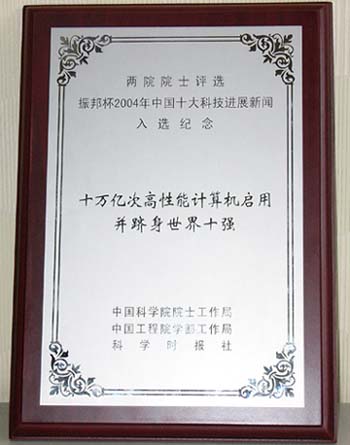 两院院士评选
振邦杯2004年中国十大科技进展新闻
入选纪念
十万亿次高性能计算机启用
并跻身世界十强
中国科学院院士工作局
中国工程院学部工作局
科学时报社